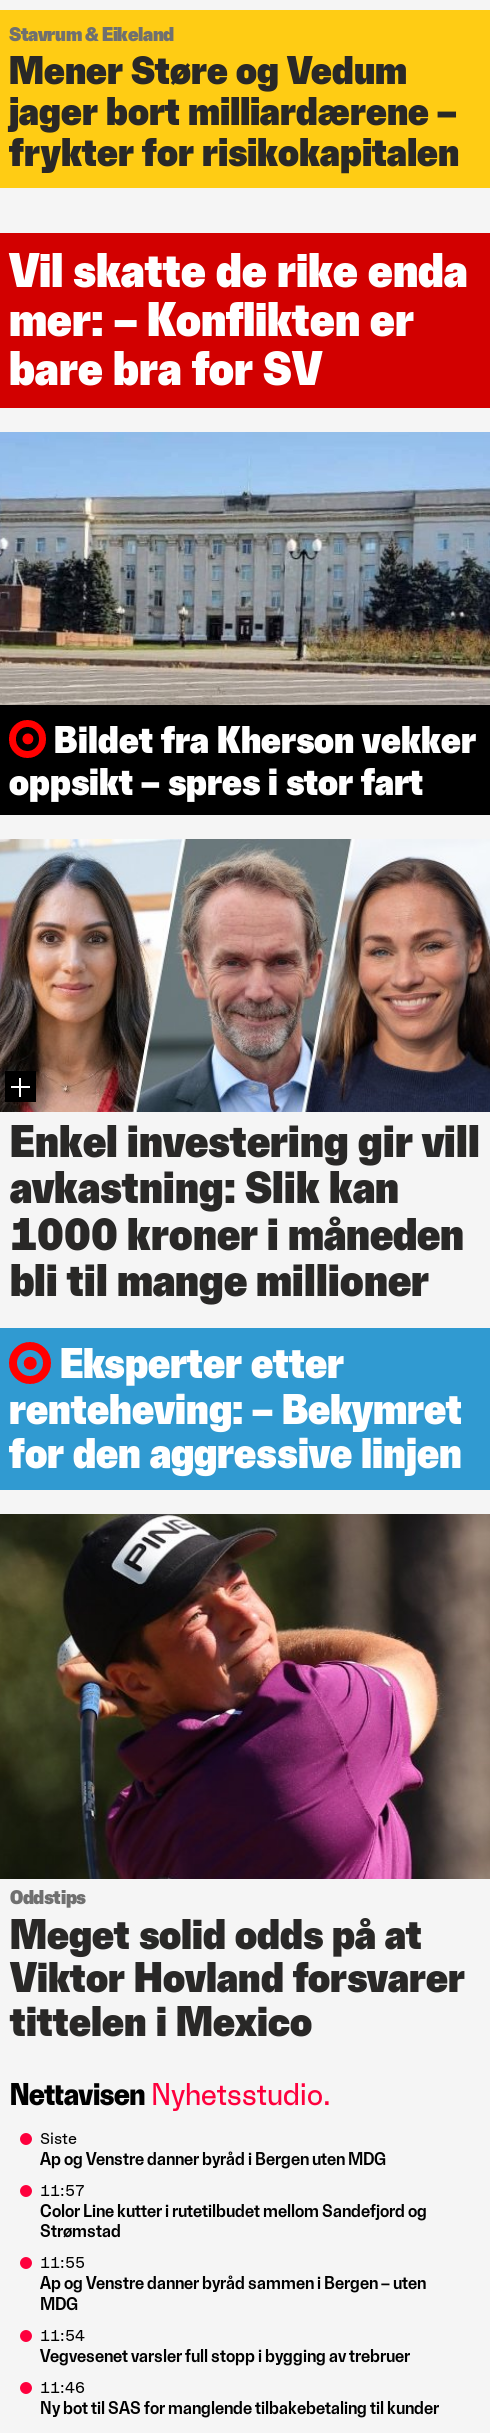 Stavrum & Eikeland
Mener Støre og Vedum
jager bort milliardærene –
frykter for risikokapitalen
Vil skatte de rike enda
mer: – Konflikten er
bare bra for SV
Bildet fra Kherson vekker
oppsikt – spres i stor fart
Enkel investering gir vill
avkastning: Slik kan
1000 kroner i måneden
bli til mange millioner
Eksperter etter
renteheving: – Bekymret
for den aggressive linjen
PING
Oddstips
Meget solid odds på at
Viktor Hovland forsvarer
tittelen i Mexico
Nettavisen Nyhetsstudio.
Siste
Ap og Venstre danner byråd i Bergen uten MDG
11:57
Color Line kutter i rutetilbudet mellom Sandefjord og
Strømstad
11:55
Ap og Venstre danner byråd sammen i Bergen – uten
MDG
11:54
Vegvesenet varsler full stopp i bygging av trebruer
11:46
Ny bot til SAS for manglende tilbakebetaling til kunder